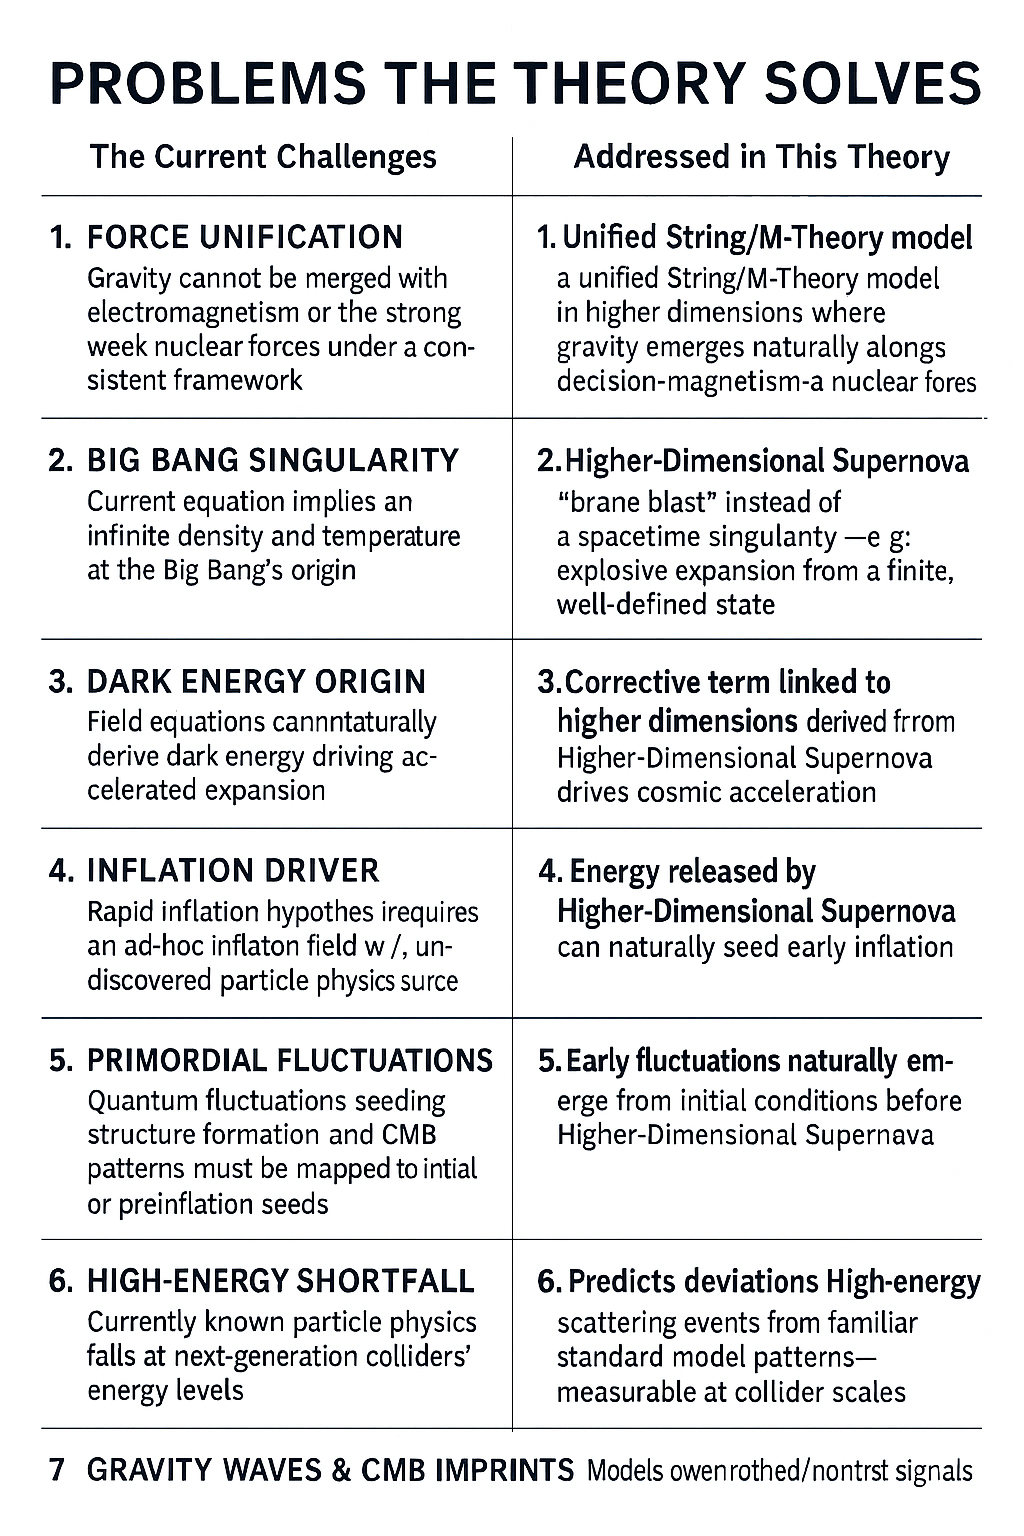 PROBLEMS THE THEORY SOLVES
The Current Challenges
Addressed in This Theory
1. FORCE UNIFICATION
Gravity cannot be merged with
electromagnetism or the strong
week nuclear forces under a con-
sistent framework
1. Unified String/M-Theory model
a unified String/M-Theory model
in higher dimensions where
gravity emerges naturally alongs
decision-magnetism-a nuclear fores
2. BIG BANG SINGULARITY
Current equation implies an
infinite density and temperature
at the Big Bang's origin
2. Higher-Dimensional Supernova
“brane blast” instead of
a spacetime singulanty —e g:
explosive expansion from a finite,
well-defined state
3. DARK ENERGY ORIGIN
Field equations cannntaturally
derive dark energy driving ac-
celerated expansion
3. Corrective term linked to
higher dimensions derived frrom
Higher-Dimensional Supernova
drives cosmic acceleration
4. INFLATION DRIVER
Rapid inflation hypothes irequires
an ad-hoc inflaton field w /, un-
discovered particle physics surce
4. Energy released by
Higher-Dimensional Supernova
can naturally seed early inflation
5. PRIMORDIAL FLUCTUATIONS
Quantum fluctuations seeding
structure formation and CMB
patterns must be mapped to intial
or preinflation seeds
5. Early fluctuations naturally em-
erge from initial conditions before
Higher-Dimensional Supernava
6. HIGH-ENERGY SHORTFALL
Currently known particle physics
falls at next-generation colliders'
energy levels
6. Predicts deviations High-energy
scattering events from familiar
standard model patterns—
measurable at collider scales
7 GRAVITY WAVES & CMB IMPRINTS Models owenrothed/nontrst signals